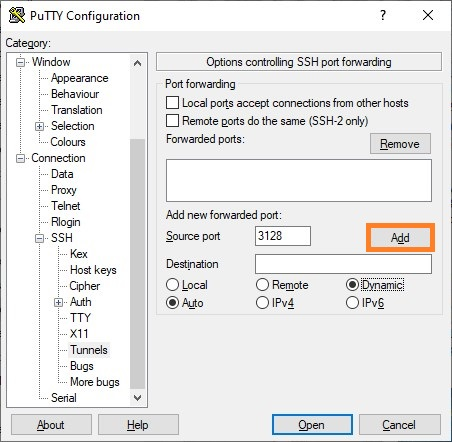 PuTTY Configuration
Category:
Window
Appearance
Behaviour
Translation
Selection
Colours
Connection
Data
Proxy
Telnet
Rlogin
SSH
Kex
Host keys
Cipher
Auth
TTY
X11
Tunnels
Bugs
More bugs
Serial
Options controlling SSH port forwarding
Port forwarding
Local ports accept connections from other hosts
Remote ports do the same (SSH-2 only)
Forwarded ports:
Remove
Add new forwarded port:
Source port 3128 Add
Destination
Local Remote Dynamic
Auto IPv4 IPv6
About Help Open Cancel